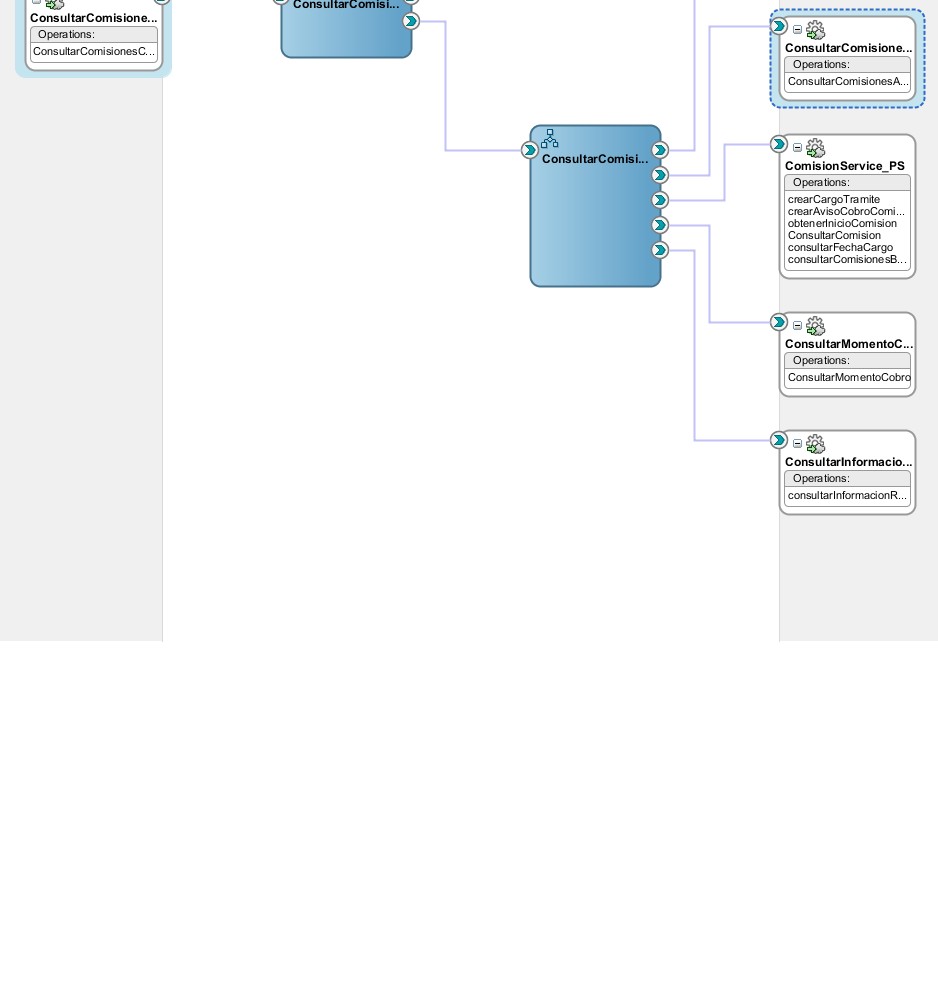 ConsultarComisione...
Operations:
ConsultarComisionesC...
ConsultarComisi...
ConsultarComisi...
ConsultarComisione...
Operations:
ConsultarComisionesA...
ComisionService_PS
Operations:
crearCargoTramite
crearAvisoCobroComi...
obtenerInicioComision
ConsultarComision
consultarFechaCargo
consultarComisionesB...
ConsultarMomentoC...
Operations:
ConsultarMomentoCobro
ConsultarInformacio...
Operations:
consultarInformacionR...